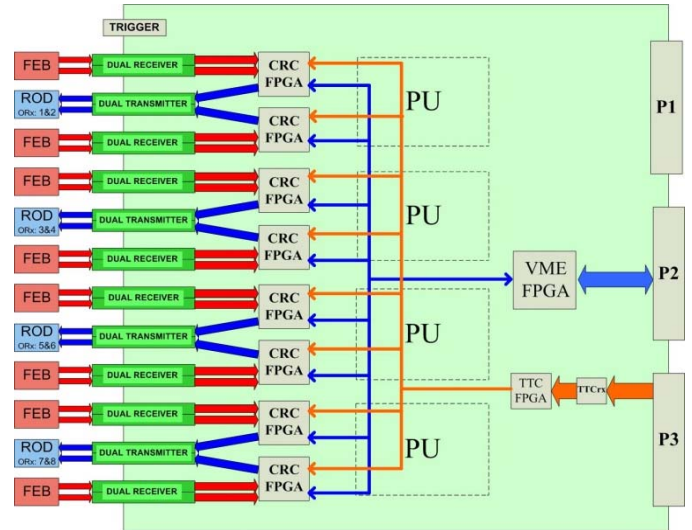 TRIGGER
FEB
DUAL RECEIVER
CRC
FPGA
PU
P1
ROD
ORx: 1&2
DUAL TRANSMITTER
CRC
FPGA
FEB
DUAL RECEIVER
FEB
DUAL RECEIVER
CRC
FPGA
PU
ROD
ORx: 3&4
DUAL TRANSMITTER
CRC
FPGA
FEB
DUAL RECEIVER
VME
FPGA
P2
FEB
DUAL RECEIVER
CRC
FPGA
PU
ROD
ORx: 5&6
DUAL TRANSMITTER
CRC
FPGA
FEB
DUAL RECEIVER
TTC
FPGA
TTCrx
P3
FEB
DUAL RECEIVER
CRC
FPGA
PU
ROD
ORx: 7&8
DUAL TRANSMITTER
CRC
FPGA
FEB
DUAL RECEIVER